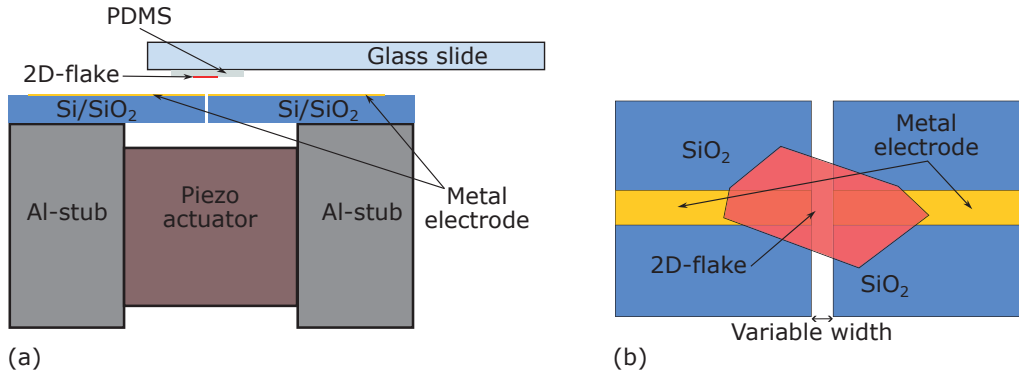 PDMS
Glass slide
2D-flake
Si/SiO₂
Si/SiO₂
Al-stub
Piezo
actuator
Al-stub
Metal
electrode
(a)
Metal
electrode
SiO₂
2D-flake
SiO₂
Variable width
(b)